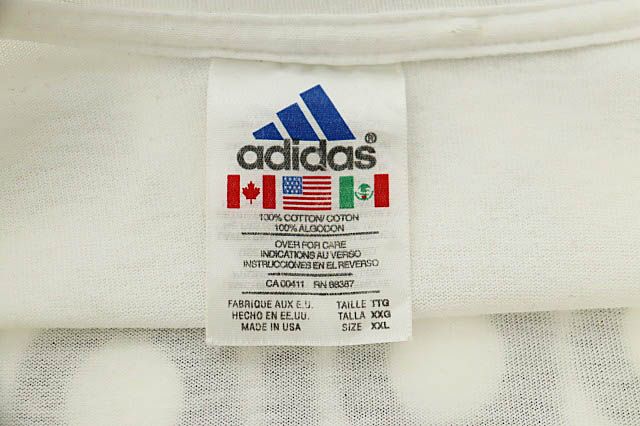 adidas®
100% COTTON/COTON
100% ALGODON
OVER FOR CARE
INDICATIONS AU VERSO
INSTRUCCIONES EN EL REVERSO
CA 00411 RN 88387
FABRIQUE AUX E.U. TAILLE TTG
HECHO EN EE.UU. TALLA XXG
MADE IN USA SIZE XXL